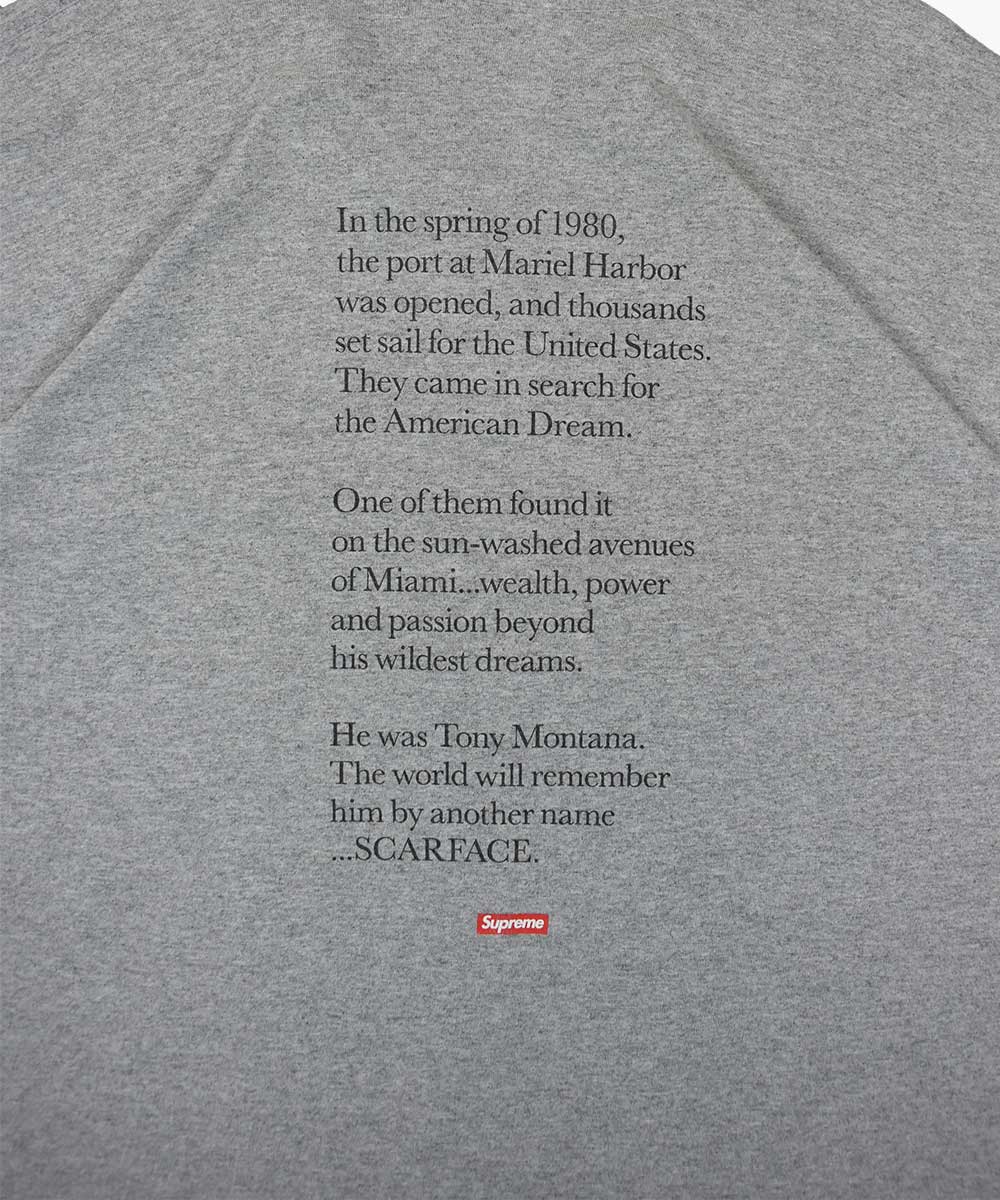 In the spring of 1980,
the port at Mariel Harbor
was opened, and thousands
set sail for the United States.
They came in search for
the American Dream.
One of them found it
on the sun-washed avenues
of Miami...wealth, power
and passion beyond
his wildest dreams.
He was Tony Montana.
The world will remember
him by another name
...SCARFACE.
Supreme